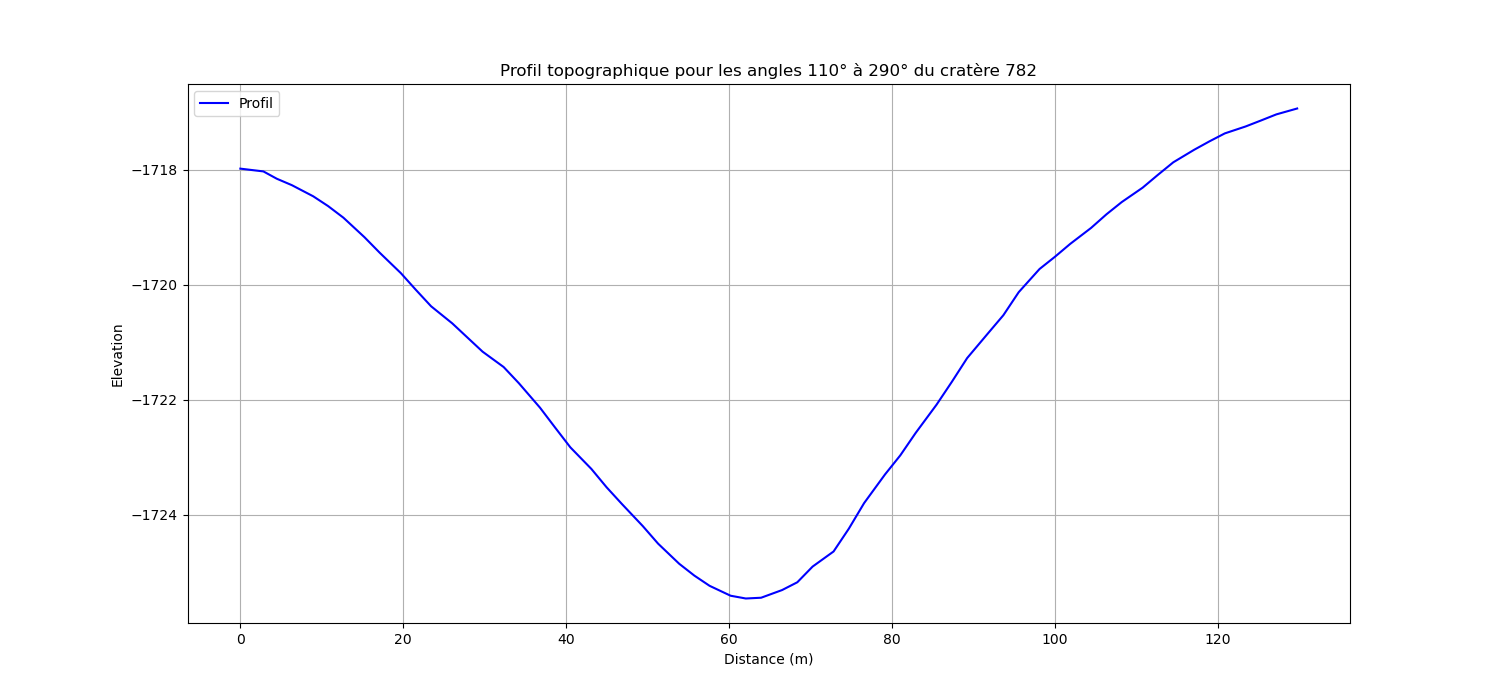 Profil topographique pour les angles 110° à 290° du cratère 782
Profil
−1718
−1720
−1722
−1724
Elevation
0 20 40 60 80 100 120
Distance (m)